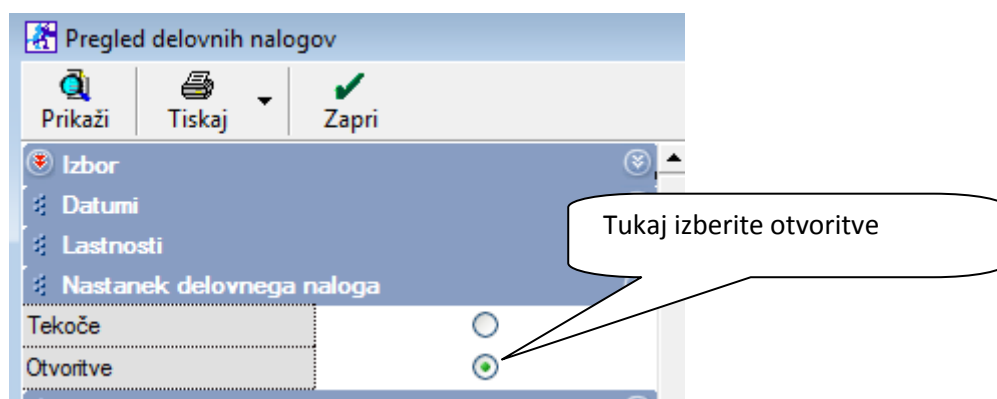 Pregled delovnih nalogov
Prikaži Tiskaj Zapri
Izbor
Datumi
Lastnosti
Tukaj izberite otvoritve
Nastanek delovnega naloga
Tekoče
Otvoritve